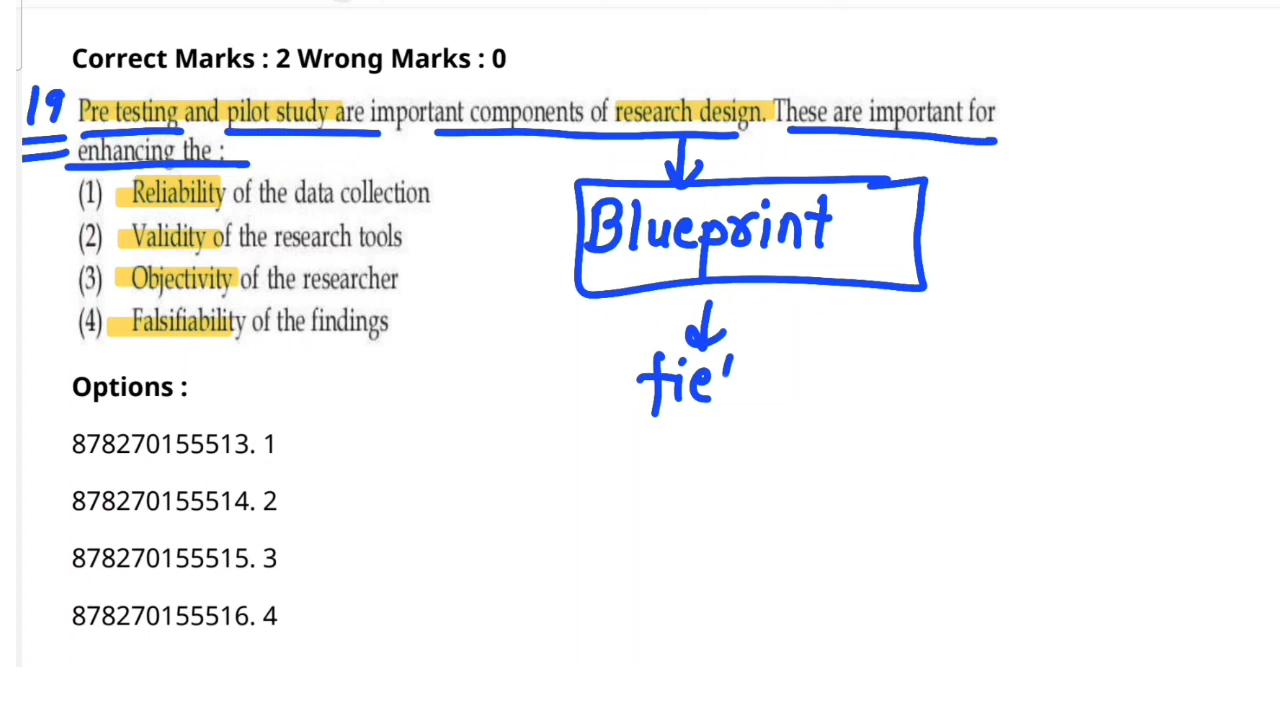 Correct Marks : 2 Wrong Marks : 0
19 Pre testing and pilot study are important components of research design. These are important for
enhancing the :
(1) Reliability of the data collection
(2) Validity of the research tools
(3) Objectivity of the researcher
(4) Falsifiability of the findings
Blueprint
Options :
878270155513. 1
878270155514. 2
878270155515. 3
878270155516. 4